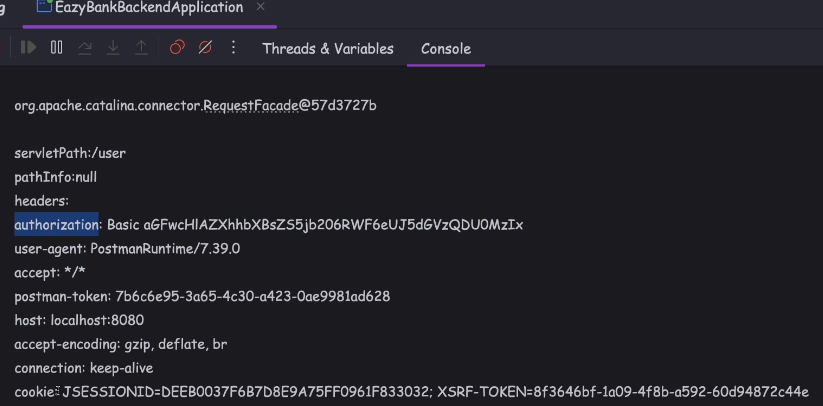 EazyBankBackendApplication
Threads & Variables Console
org.apache.catalina.connector.RequestFacade@57d3727b
servletPath:/user
pathInfo:null
headers:
authorization: Basic aGFwcHlAZXhhbXBsZS5jb206RWF6eUJ5dGVzQDU0MzIx
user-agent: PostmanRuntime/7.39.0
accept: */*
postman-token: 7b6c6e95-3a65-4c30-a423-0ae9981ad628
host: localhost:8080
accept-encoding: gzip, deflate, br
connection: keep-alive
cookie: JSESSIONID=DEEB0037F6B7D8E9A75FF0961F833032; XSRF-TOKEN=8f3646bf-1a09-4f8b-a592-60d94872c44e